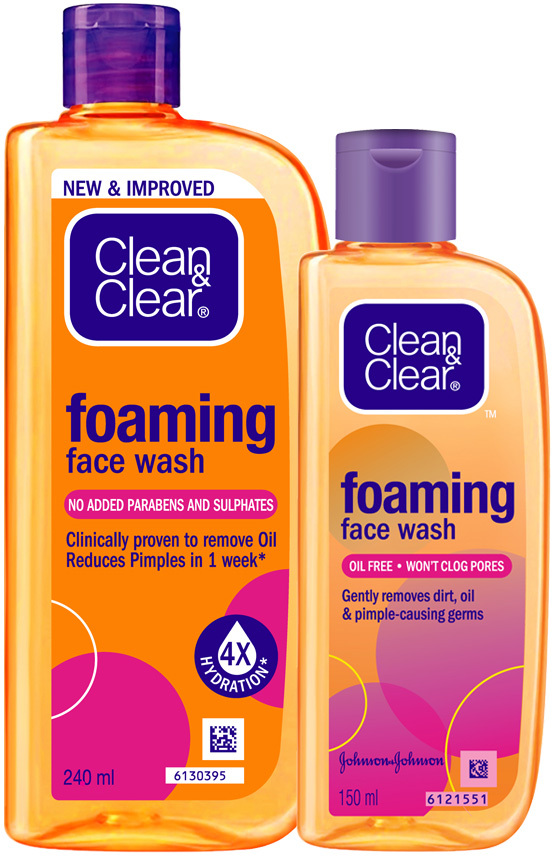 NEW & IMPROVED
Clean &
Clear®
foaming
face wash
NO ADDED PARABENS AND SULPHATES
Clinically proven to remove Oil
Reduces Pimples in 1 week*
4X
HYDRATION*
240 ml
6130395
Clean &
Clear®
TM
foaming
face wash
OIL FREE • WON'T CLOG PORES
Gently removes dirt, oil
& pimple-causing germs
Johnson & Johnson
150 ml
6121551